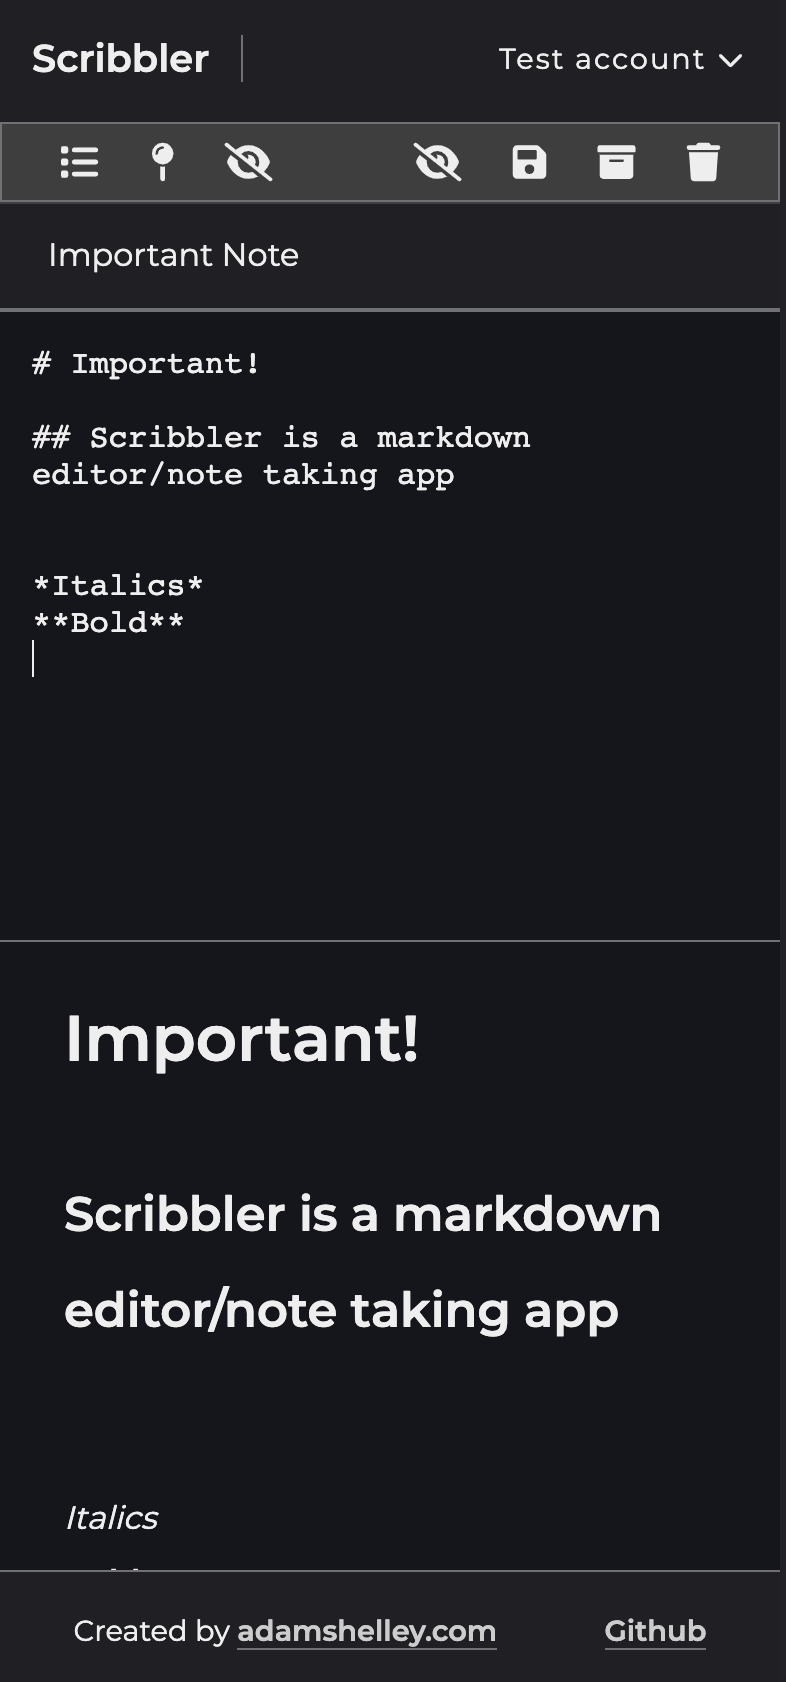 Scribbler
Test account
Important Note
# Important!
## Scribbler is a markdown
editor/note taking app
*Italics*
**Bold**
Important!
Scribbler is a markdown
editor/note taking app
Italics
Created by adamshelley.com Github